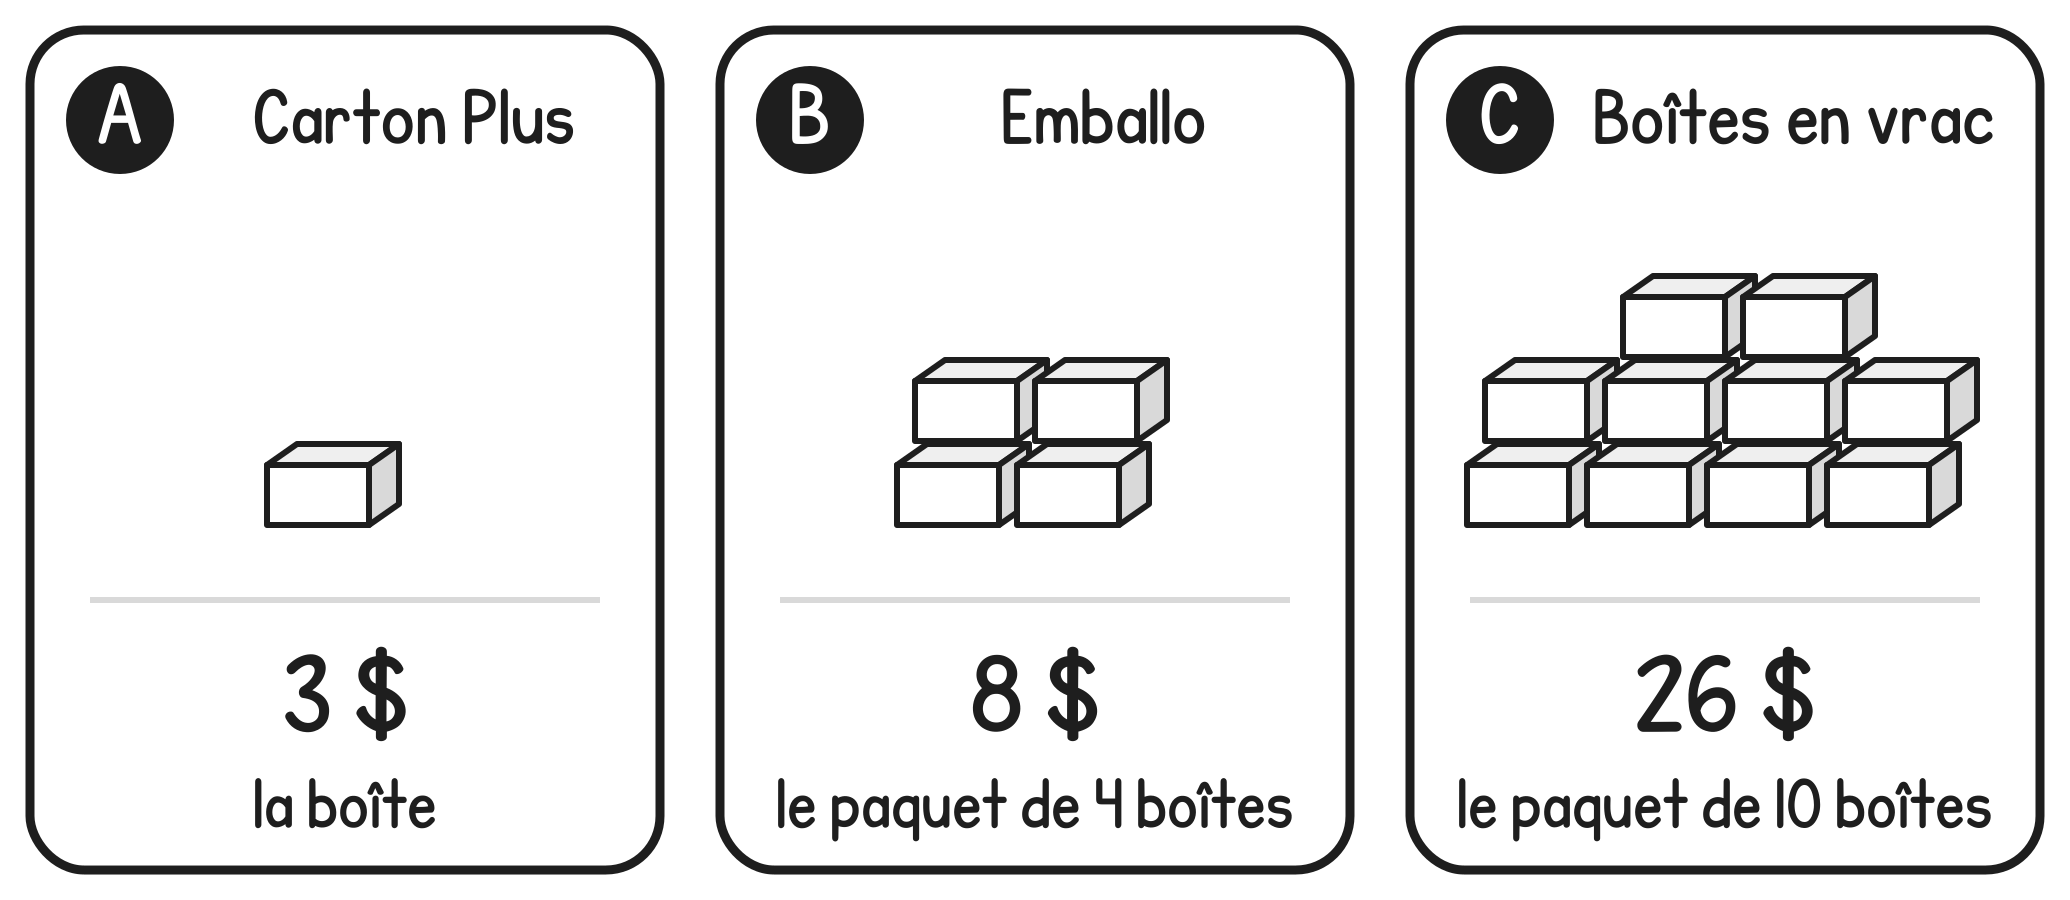 A
Carton Plus
3 $
la boîte
B
Emballo
8 $
le paquet de 4 boîtes
C
Boîtes en vrac
26 $
le paquet de 10 boîtes